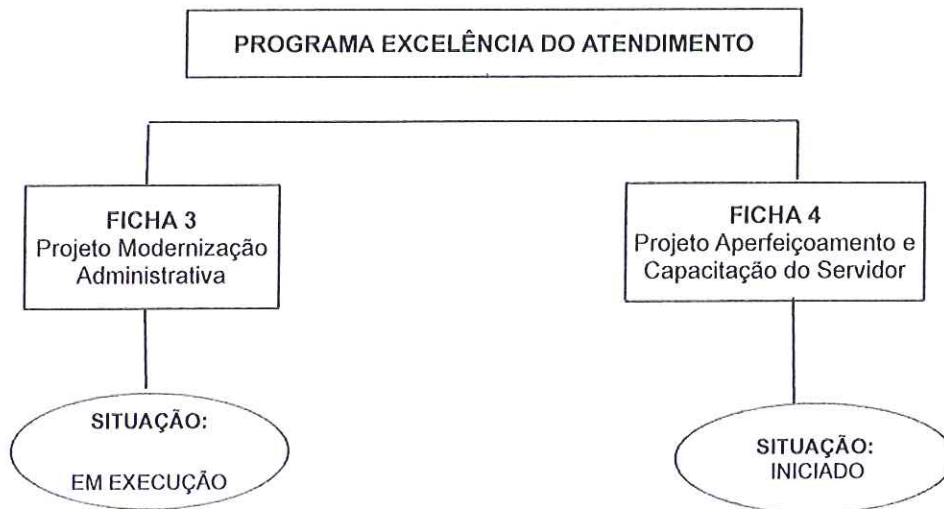 PROGRAMA EXCELÊNCIA DO ATENDIMENTO
FICHA 3
Projeto Modernização
Administrativa
FICHA 4
Projeto Aperfeiçoamento e
Capacitação do Servidor
SITUAÇÃO:
EM EXECUÇÃO
SITUAÇÃO:
INICIADO